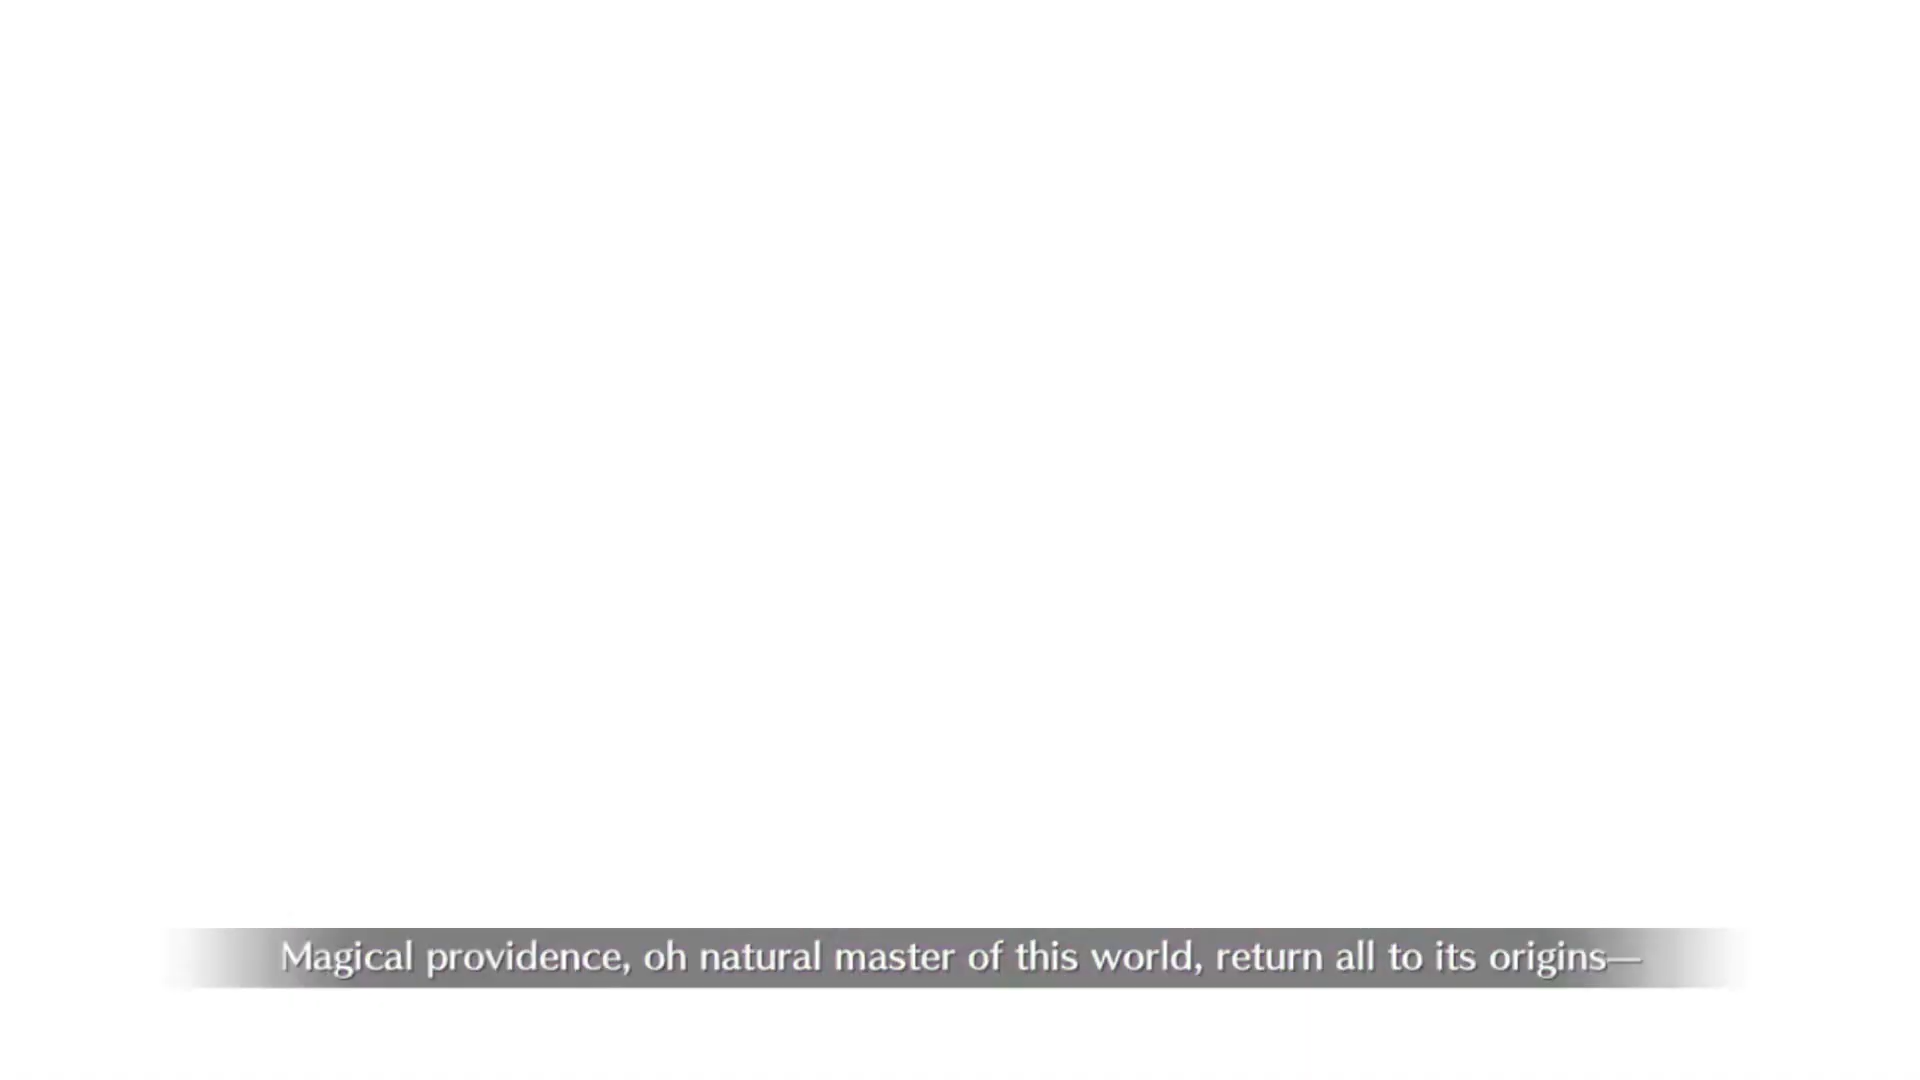 Magical providence, oh natural master of this world, return all to its origins—